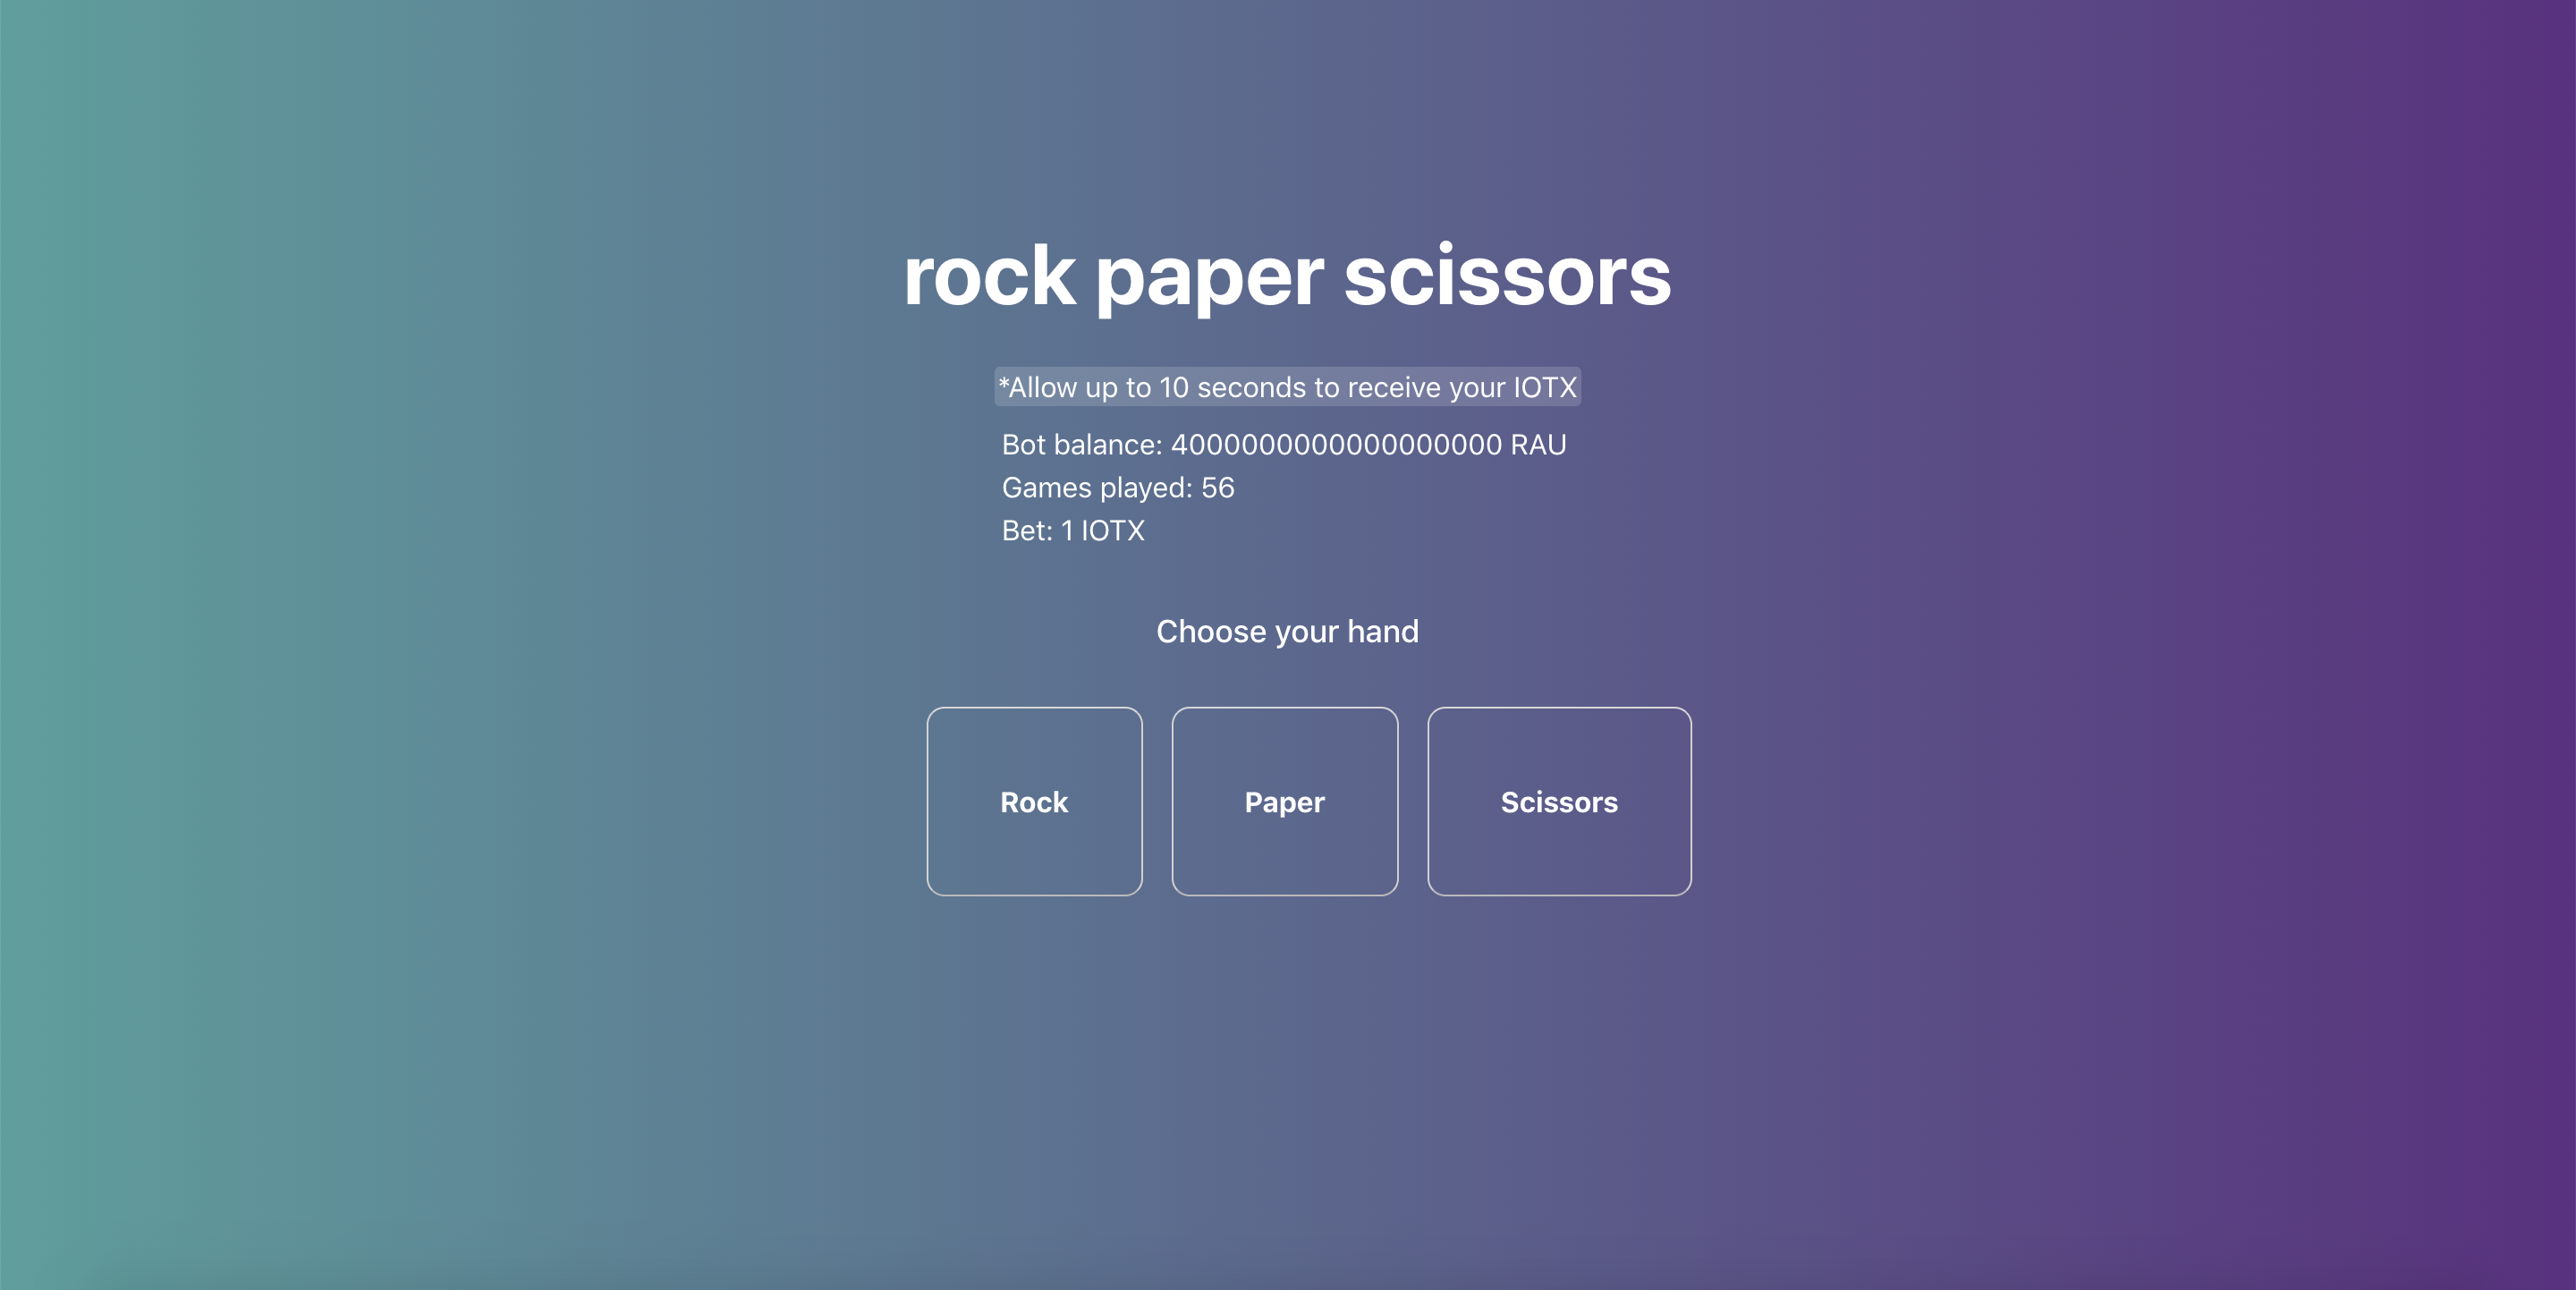 rock paper scissors
*Allow up to 10 seconds to receive your IOTX
Bot balance: 4000000000000000000 RAU
Games played: 56
Bet: 1 IOTX
Choose your hand
Rock
Paper
Scissors